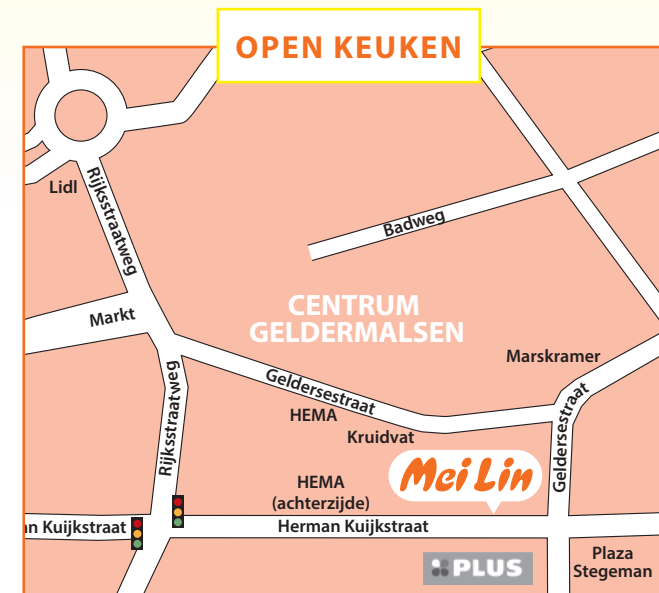 OPEN KEUKEN
Lidl
Rijksstraatweg
Badweg
Markt
CENTRUM
GELDERMALSEN
Marskramer
Geldersestraat
HEMA
Kruidvat
Rijksstraatweg
Geldersestraat
Mei Lin
HEMA
(achterzijde)
an Kuijkstraat
Herman Kuijkstraat
PLUS
Plaza
Stegeman